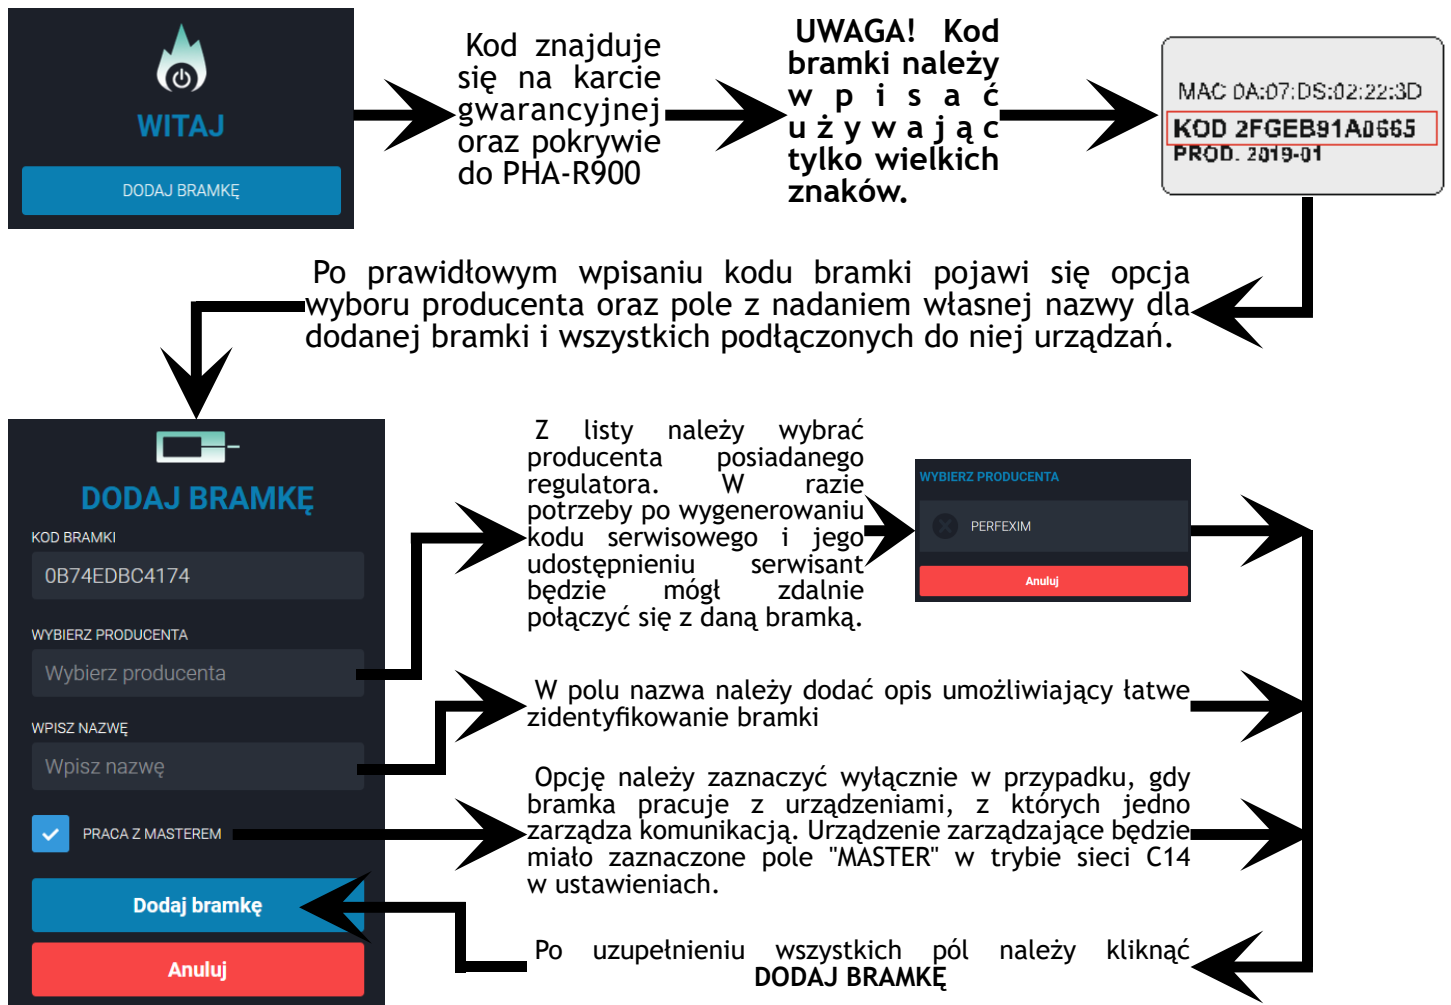 WITAJ
DODAJ BRAMKĘ
Kod znajduje
się na karcie
gwarancyjnej
oraz pokrywie
do PHA-R900
UWAGA! Kod
bramki należy
wpisać
używając
tylko wielkich
znaków.
MAC 0A:07:DS:02:22:3D
KOD 2FGEB91A0665
PROD. 2019-01
Po prawidłowym wpisaniu kodu bramki pojawi się opcja
wyboru producenta oraz pole z nadaniem własnej nazwy dla
dodanej bramki i wszystkich podłączonych do niej urządzań.
DODAJ BRAMKĘ
KOD BRAMKI
0B74EDBC4174
WYBIERZ PRODUCENTA
Wybierz producenta
WPISZ NAZWĘ
Wpisz nazwę
PRACA Z MASTEREM
Dodaj bramkę
Anuluj
Z listy należy wybrać
producenta posiadanego
regulatora. W razie
potrzeby po wygenerowaniu
kodu serwisowego i jego
udostępnieniu serwisant
będzie mógł zdalnie
połączyć się z daną bramką.
WYBIERZ PRODUCENTA
PERFEXIM
Anuluj
W polu nazwa należy dodać opis umożliwiający łatwe
zidentyfikowanie bramki
Opcję należy zaznaczyć wyłącznie w przypadku, gdy
bramka pracuje z urządzeniami, z których jedno
zarządza komunikacją. Urządzenie zarządzające będzie
miało zaznaczone pole "MASTER" w trybie sieci C14
w ustawieniach.
Po uzupełnieniu wszystkich pól należy kliknąć
DODAJ BRAMKĘ